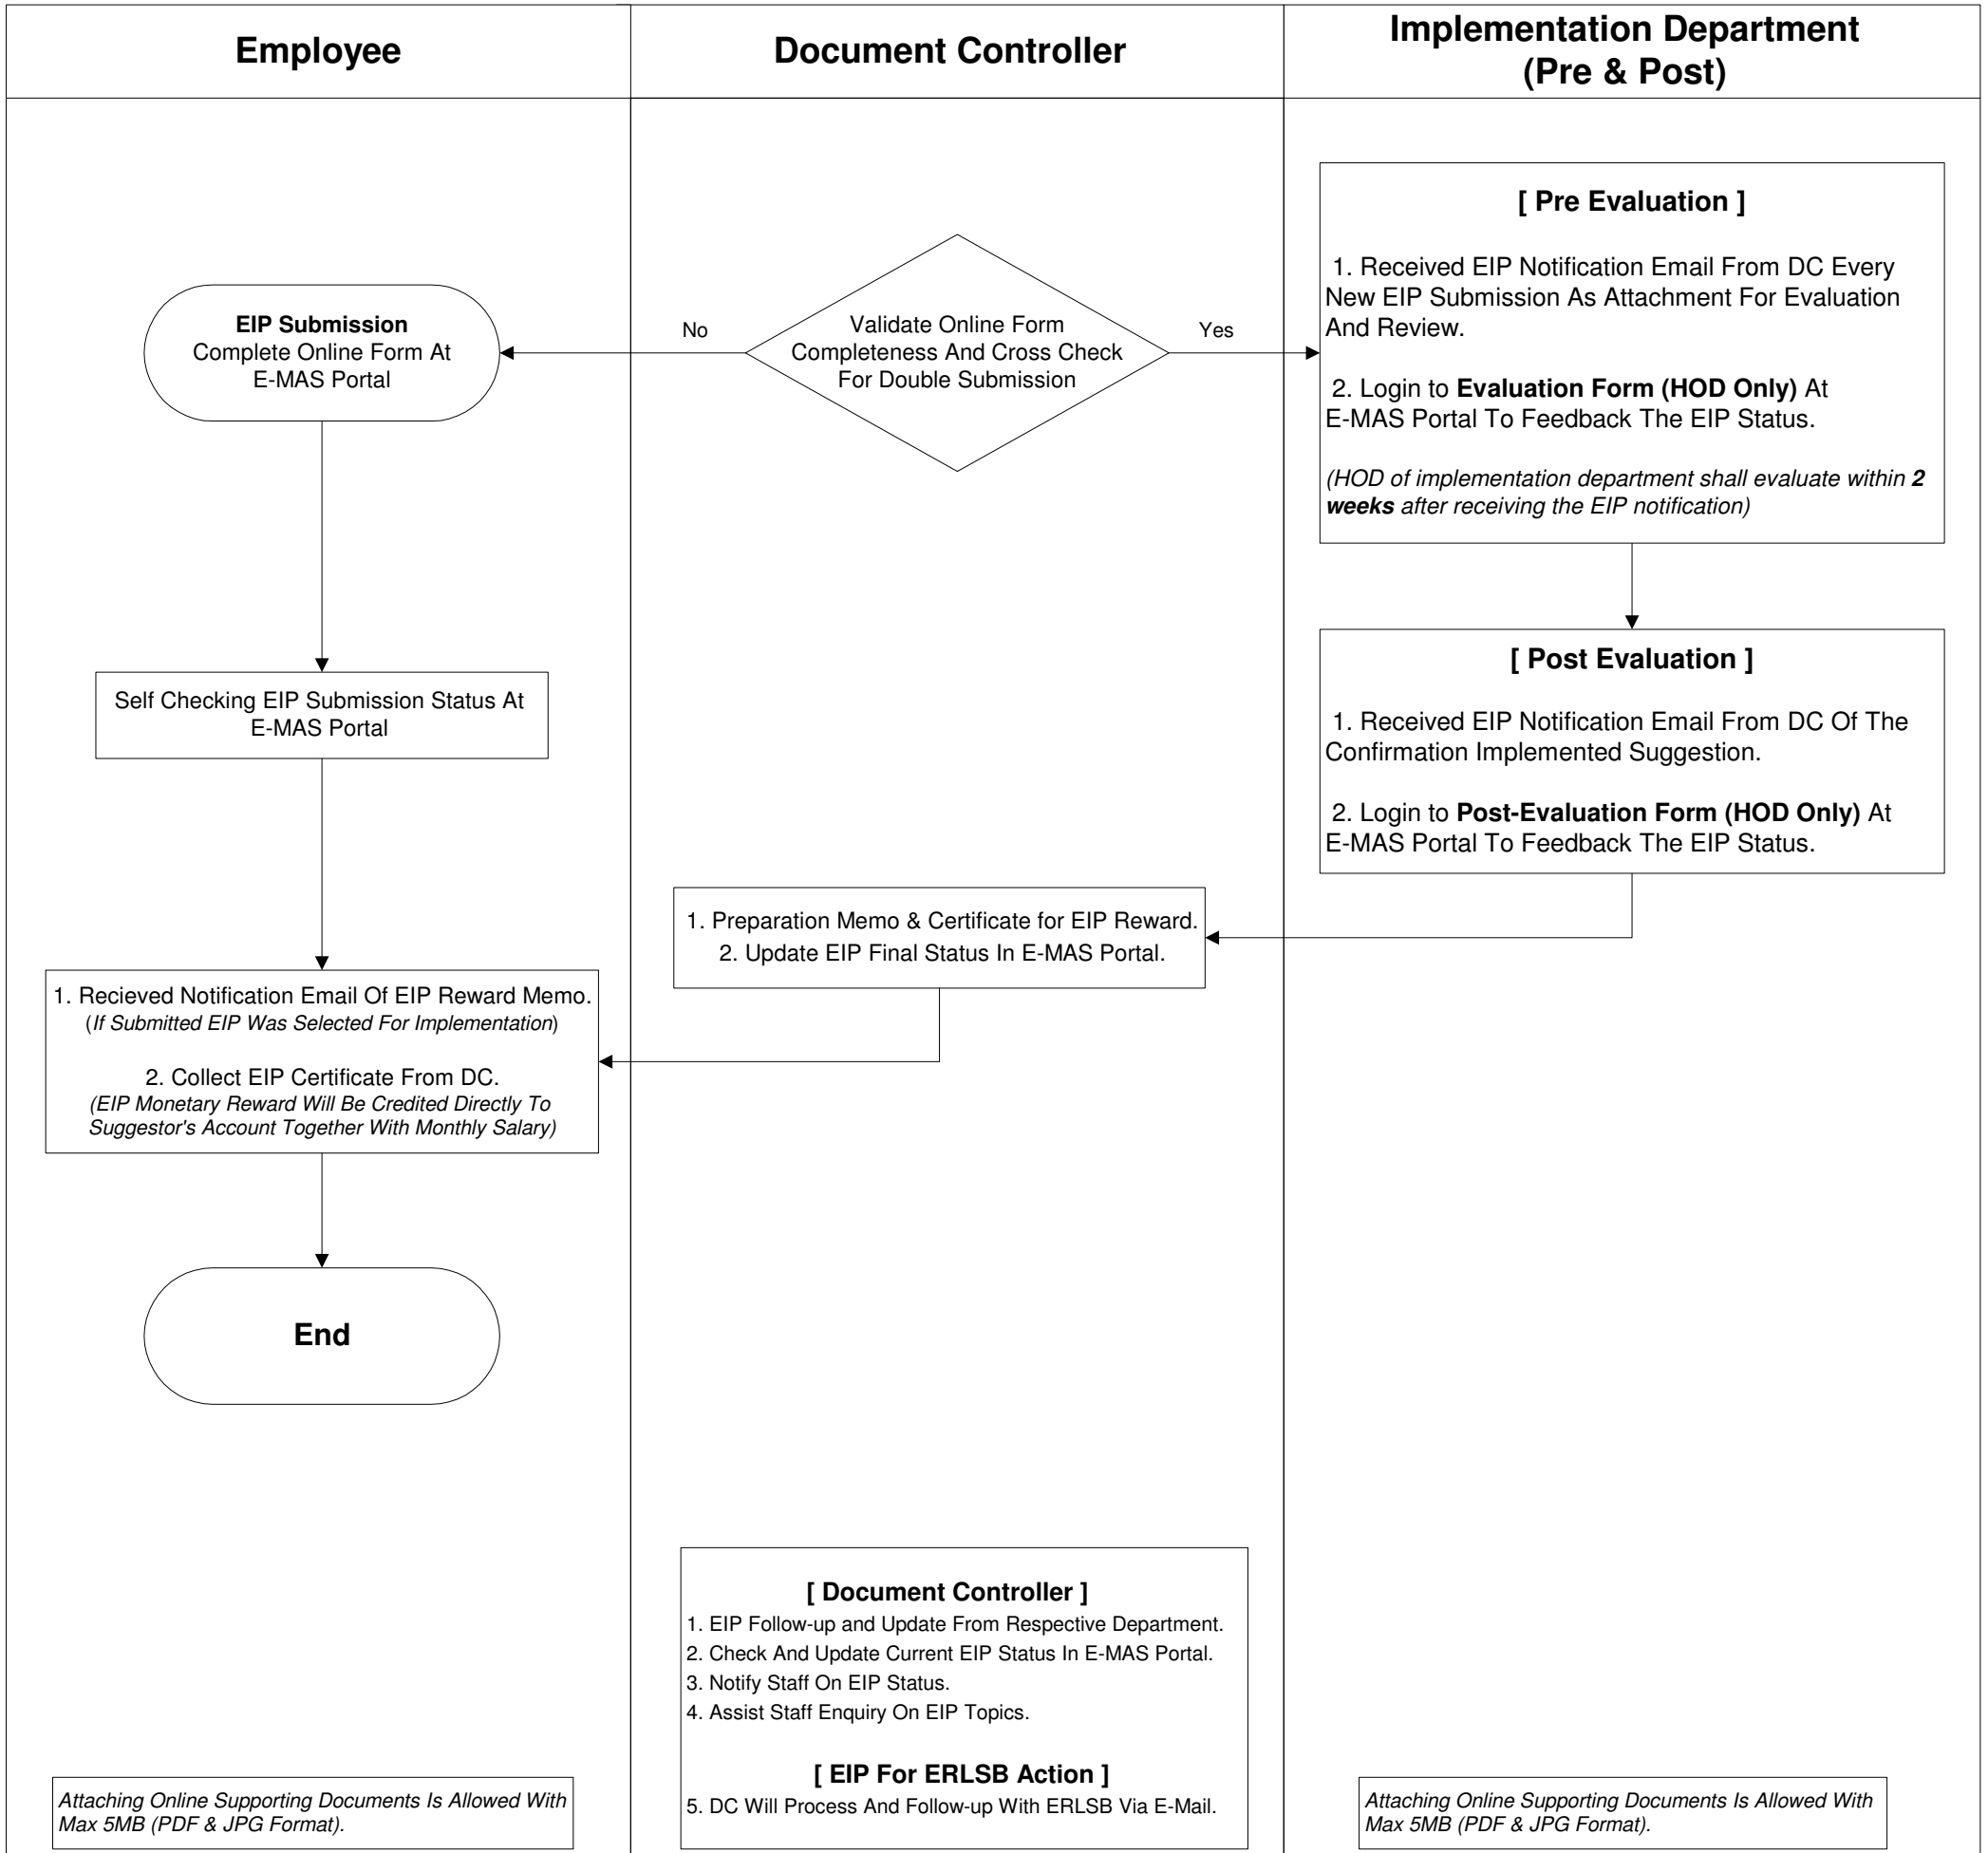 Employee
Document Controller
Implementation Department
(Pre & Post)
EIP Submission
Complete Online Form At
E-MAS Portal
No
Validate Online Form
Completeness And Cross Check
For Double Submission
Yes
[ Pre Evaluation ]
1. Received EIP Notification Email From DC Every
New EIP Submission As Attachment For Evaluation
And Review.
2. Login to Evaluation Form (HOD Only) At
E-MAS Portal To Feedback The EIP Status.
(HOD of implementation department shall evaluate within 2
weeks after receiving the EIP notification)
Self Checking EIP Submission Status At
E-MAS Portal
[ Post Evaluation ]
1. Received EIP Notification Email From DC Of The
Confirmation Implemented Suggestion.
2. Login to Post-Evaluation Form (HOD Only) At
E-MAS Portal To Feedback The EIP Status.
1. Preparation Memo & Certificate for EIP Reward.
2. Update EIP Final Status In E-MAS Portal.
1. Recieved Notification Email Of EIP Reward Memo.
(If Submitted EIP Was Selected For Implementation)
2. Collect EIP Certificate From DC.
(EIP Monetary Reward Will Be Credited Directly To
Suggestor's Account Together With Monthly Salary)
End
[ Document Controller ]
1. EIP Follow-up and Update From Respective Department.
2. Check And Update Current EIP Status In E-MAS Portal.
3. Notify Staff On EIP Status.
4. Assist Staff Enquiry On EIP Topics.
[ EIP For ERLSB Action ]
5. DC Will Process And Follow-up With ERLSB Via E-Mail.
Attaching Online Supporting Documents Is Allowed With
Max 5MB (PDF & JPG Format).
Attaching Online Supporting Documents Is Allowed With
Max 5MB (PDF & JPG Format).